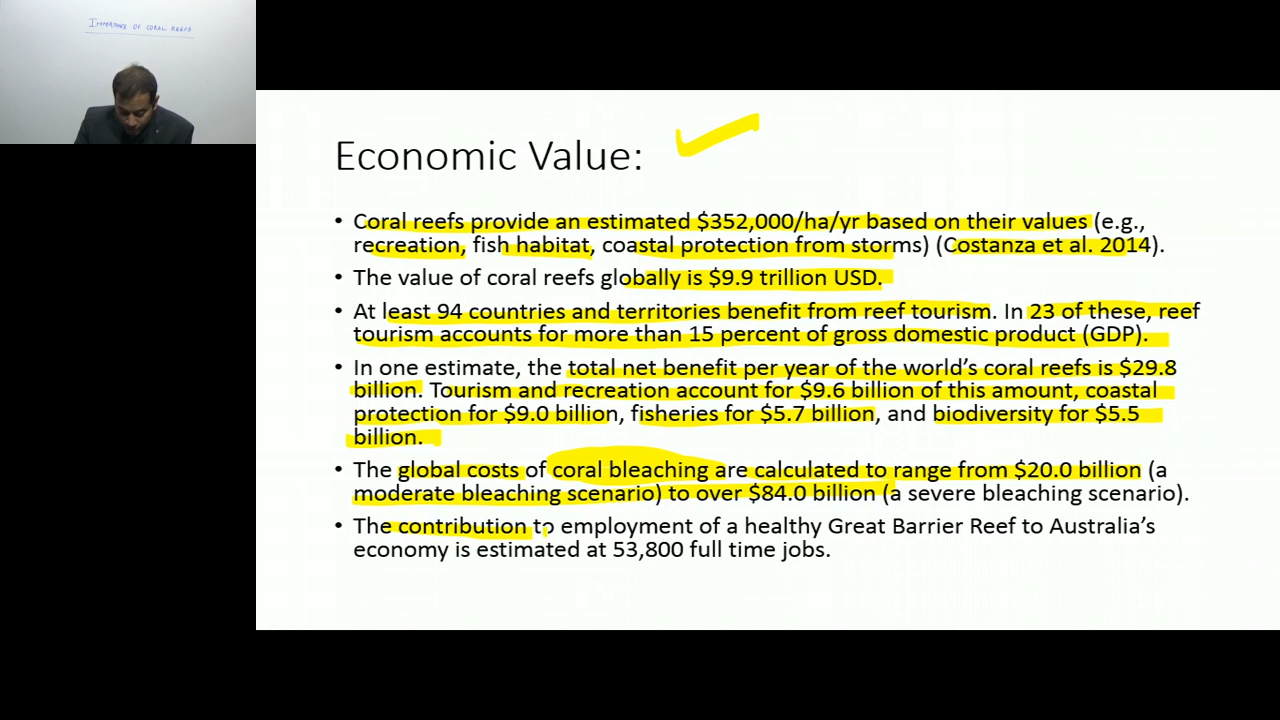 IMPORTANCE OF CORAL REEFS
Economic Value:
• Coral reefs provide an estimated $352,000/ha/yr based on their values (e.g.,
recreation, fish habitat, coastal protection from storms) (Costanza et al. 2014).
• The value of coral reefs globally is $9.9 trillion USD.
• At least 94 countries and territories benefit from reef tourism. In 23 of these, reef
tourism accounts for more than 15 percent of gross domestic product (GDP).
• In one estimate, the total net benefit per year of the world’s coral reefs is $29.8
billion. Tourism and recreation account for $9.6 billion of this amount, coastal
protection for $9.0 billion, fisheries for $5.7 billion, and biodiversity for $5.5
billion.
• The global costs of coral bleaching are calculated to range from $20.0 billion (a
moderate bleaching scenario) to over $84.0 billion (a severe bleaching scenario).
• The contribution to employment of a healthy Great Barrier Reef to Australia’s
economy is estimated at 53,800 full time jobs.